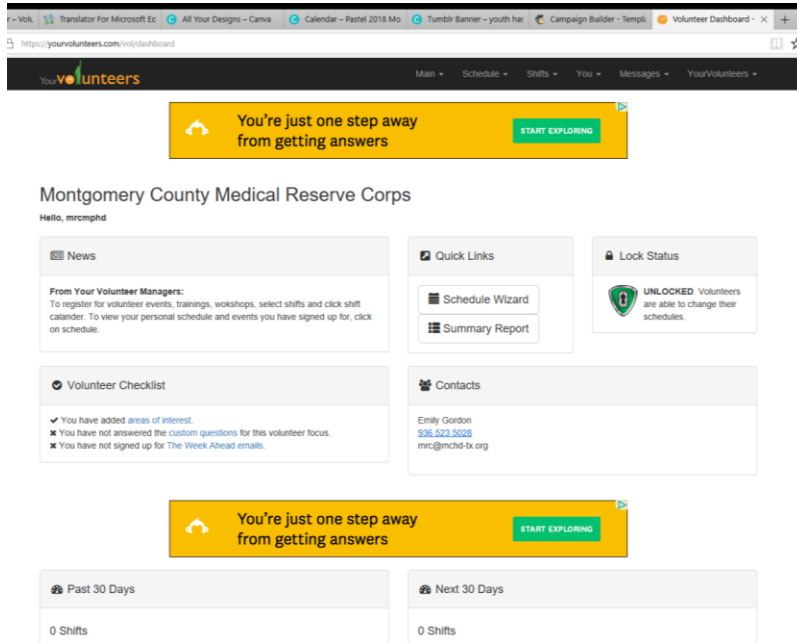 r – Volu
Translator For Microsoft Ec
All Your Designs – Canva
Calendar – Pastel 2018 Mo
Tumblr Banner – youth has
Campaign Builder - Templa
Volunteer Dashboard -
https://yourvolunteers.com/vol/dashboard
YourVolunteers
Main
Schedule
Shifts
You
Messages
YourVolunteers
You're just one step away
from getting answers
START EXPLORING
Montgomery County Medical Reserve Corps
Hello, mrcmphd
News
From Your Volunteer Managers:
To register for volunteer events, trainings, wokshops, select shifts and click shift
calander. To view your personal schedule and events you have signed up for, click
on schedule.
Quick Links
Schedule Wizard
Summary Report
Lock Status
UNLOCKED. Volunteers
are able to change their
schedules.
Volunteer Checklist
✔ You have added areas of interest.
✖ You have not answered the custom questions for this volunteer focus.
✖ You have not signed up for The Week Ahead emails.
Contacts
Emily Gordon
936 523 5028
mrc@mchd-tx.org
You're just one step away
from getting answers
START EXPLORING
Past 30 Days
0 Shifts
Next 30 Days
0 Shifts